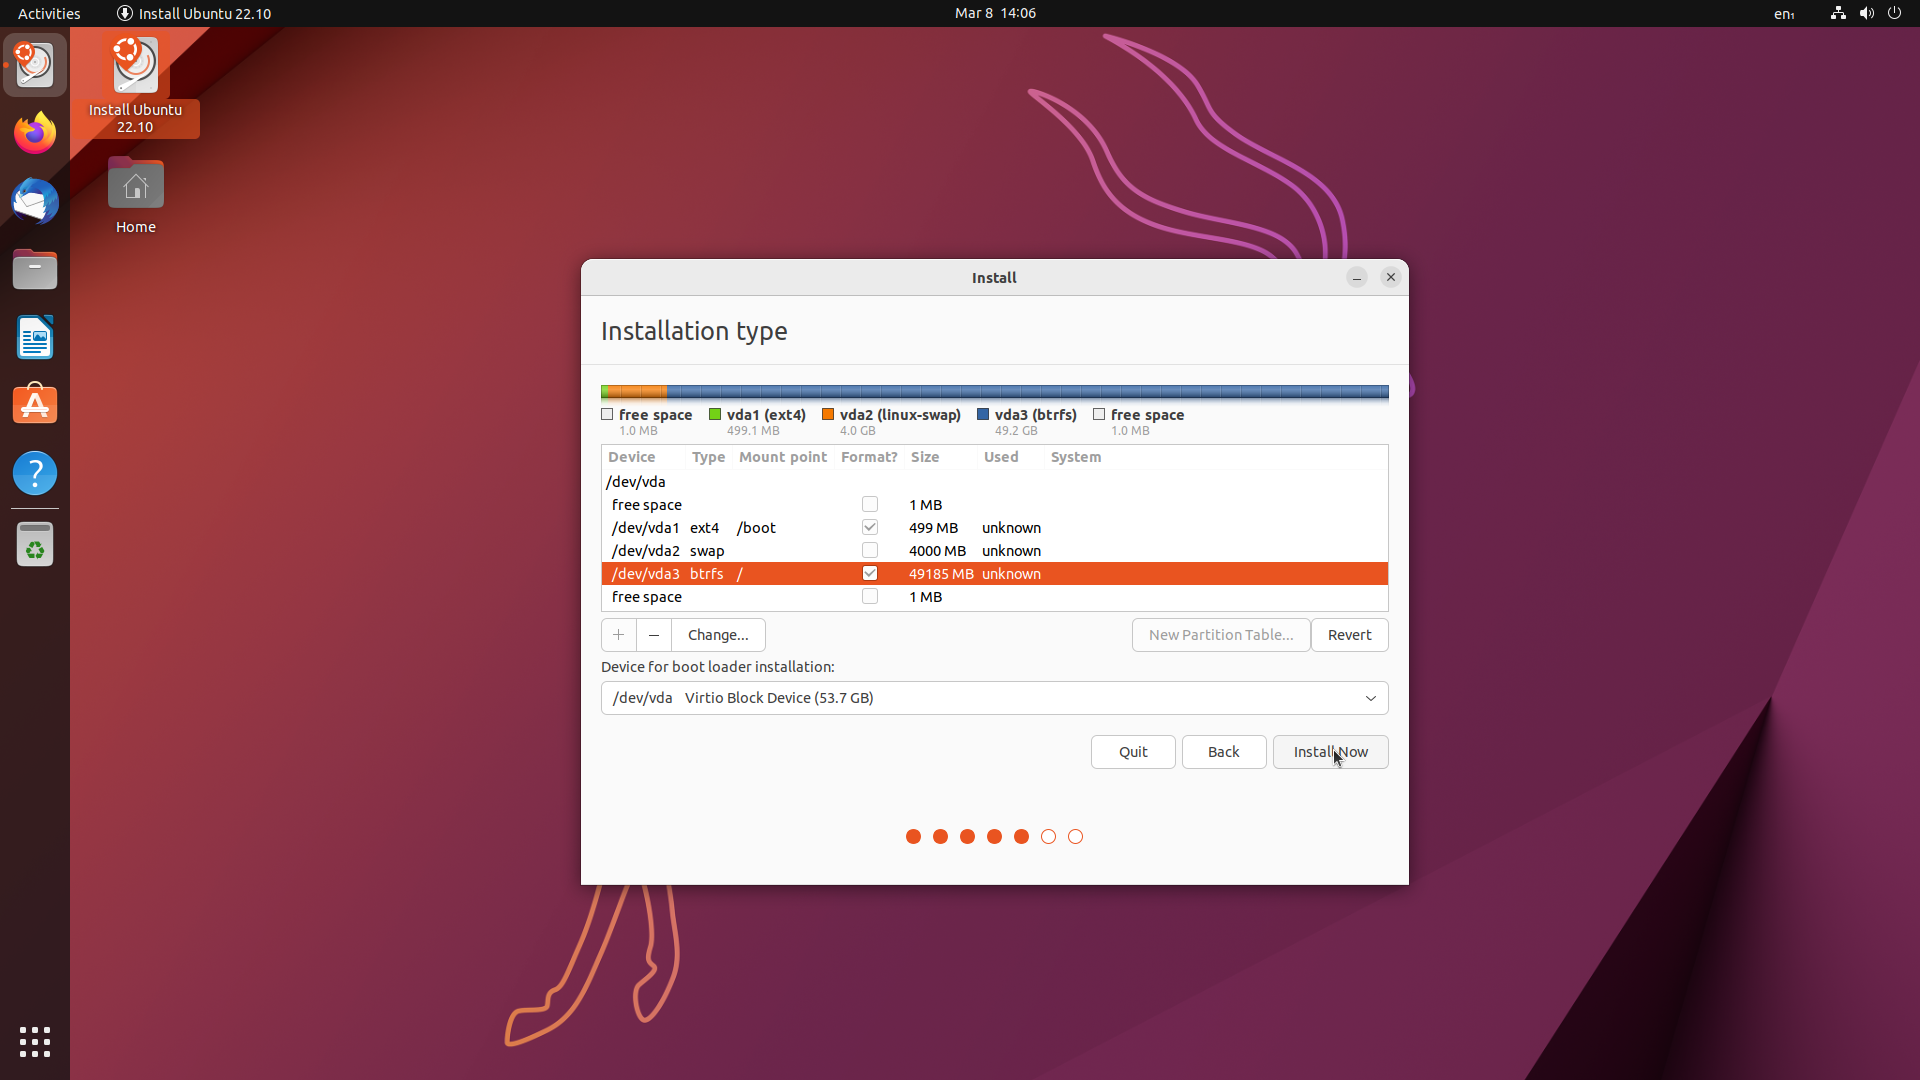 Activities Install Ubuntu 22.10 Mar 8 14:06 en₁
Install Ubuntu
22.10
Home
Install
Installation type
free space vda1 (ext4) vda2 (linux-swap) vda3 (btrfs) free space
1.0 MB 499.1 MB 4.0 GB 49.2 GB 1.0 MB
Device Type Mount point Format? Size Used System
/dev/vda
free space 1 MB
/dev/vda1 ext4 /boot 499 MB unknown
/dev/vda2 swap 4000 MB unknown
/dev/vda3 btrfs / 49185 MB unknown
free space 1 MB
+ − Change... New Partition Table... Revert
Device for boot loader installation:
/dev/vda Virtio Block Device (53.7 GB)
Quit Back Install Now